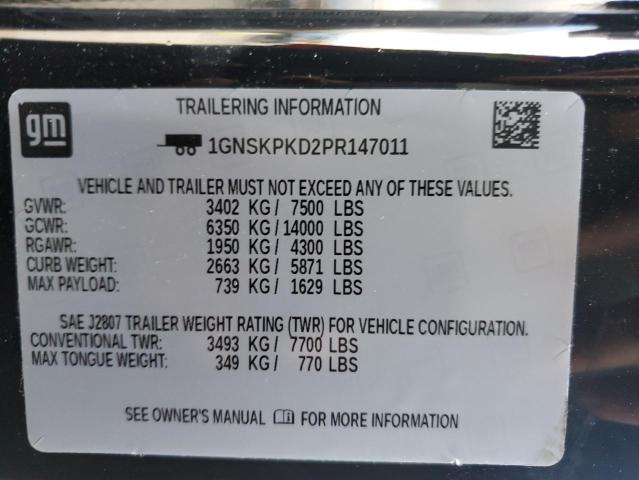 gm
TRAILERING INFORMATION
1GNSKPKD2PR147011
VEHICLE AND TRAILER MUST NOT EXCEED ANY OF THESE VALUES.
GVWR: 3402 KG/ 7500 LBS
GCWR: 6350 KG/14000 LBS
RGAWR: 1950 KG/ 4300 LBS
CURB WEIGHT: 2663 KG/ 5871 LBS
MAX PAYLOAD: 739 KG/ 1629 LBS
SAE J2807 TRAILER WEIGHT RATING (TWR) FOR VEHICLE CONFIGURATION.
CONVENTIONAL TWR: 3493 KG/ 7700 LBS
MAX TONGUE WEIGHT: 349 KG/ 770 LBS
SEE OWNER'S MANUAL FOR MORE INFORMATION